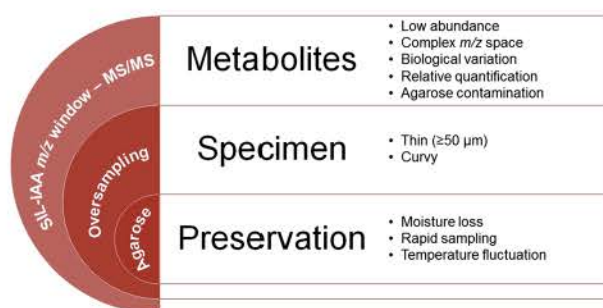 SIL-IAA m/z window – MS/MS
Metabolites
• Low abundance
• Complex m/z space
• Biological variation
• Relative quantification
• Agarose contamination
Oversampling
Specimen
• Thin (≥50 μm)
• Curvy
Agarose
Preservation
• Moisture loss
• Rapid sampling
• Temperature fluctuation